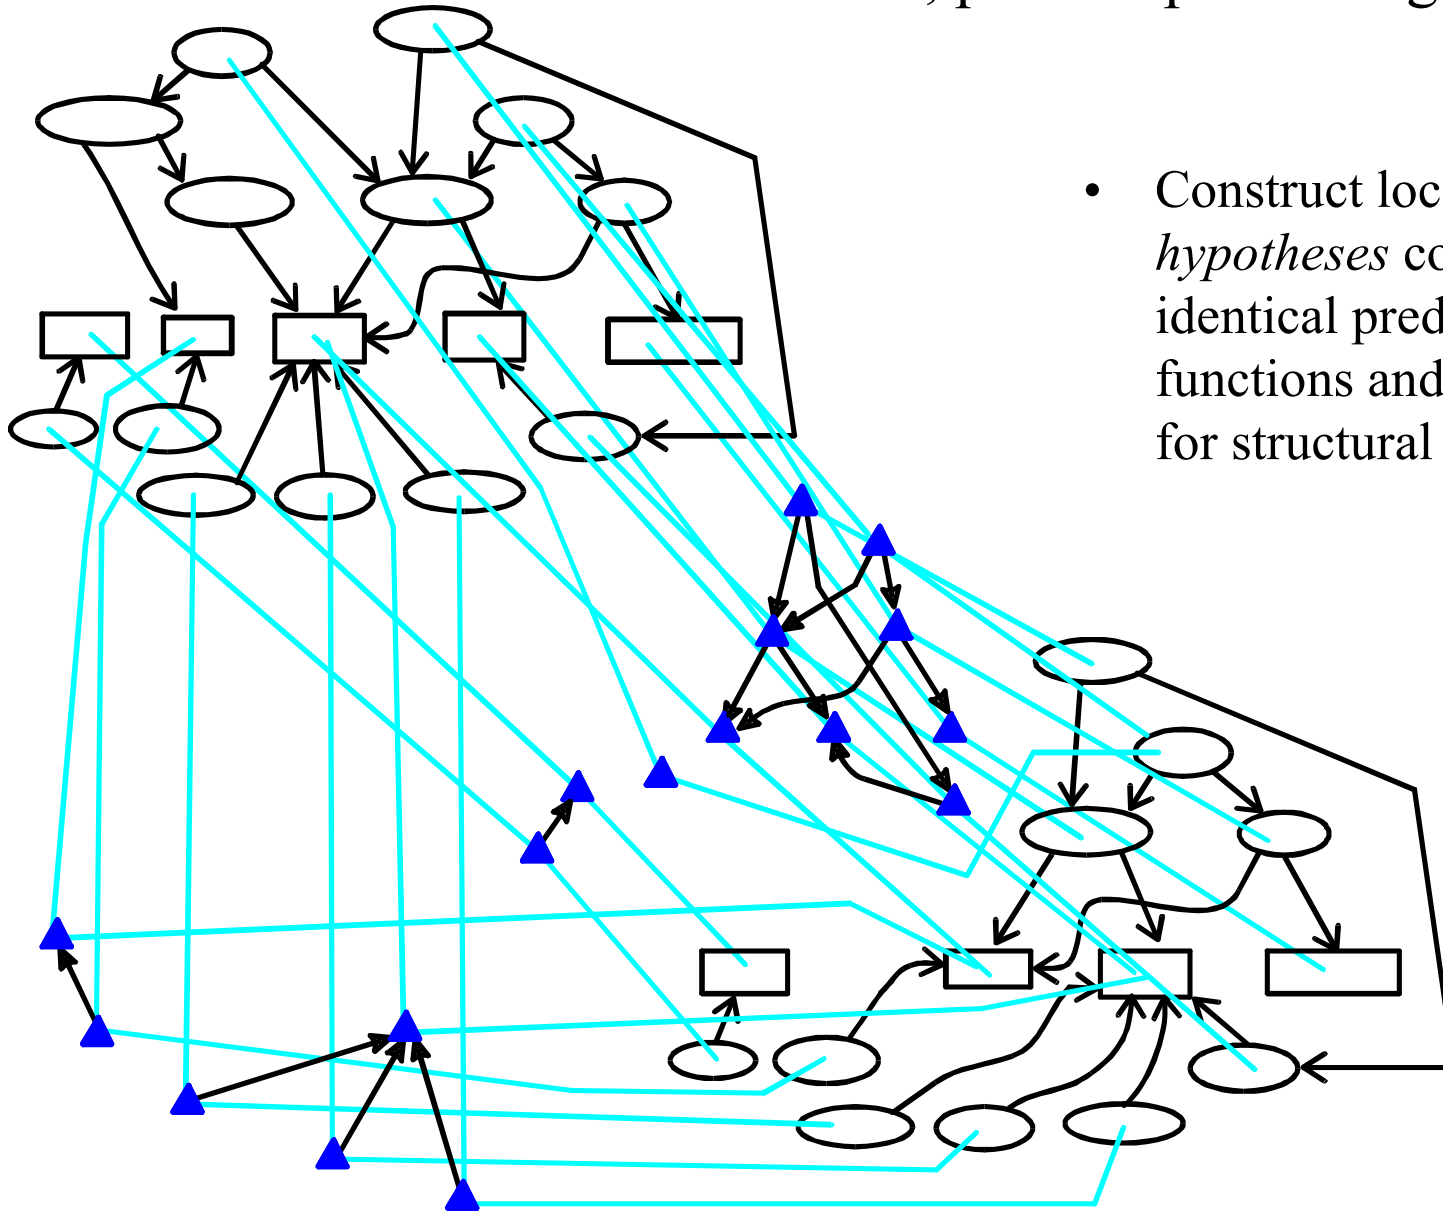 • Construct loc
hypotheses co
identical pred
functions and
for structural